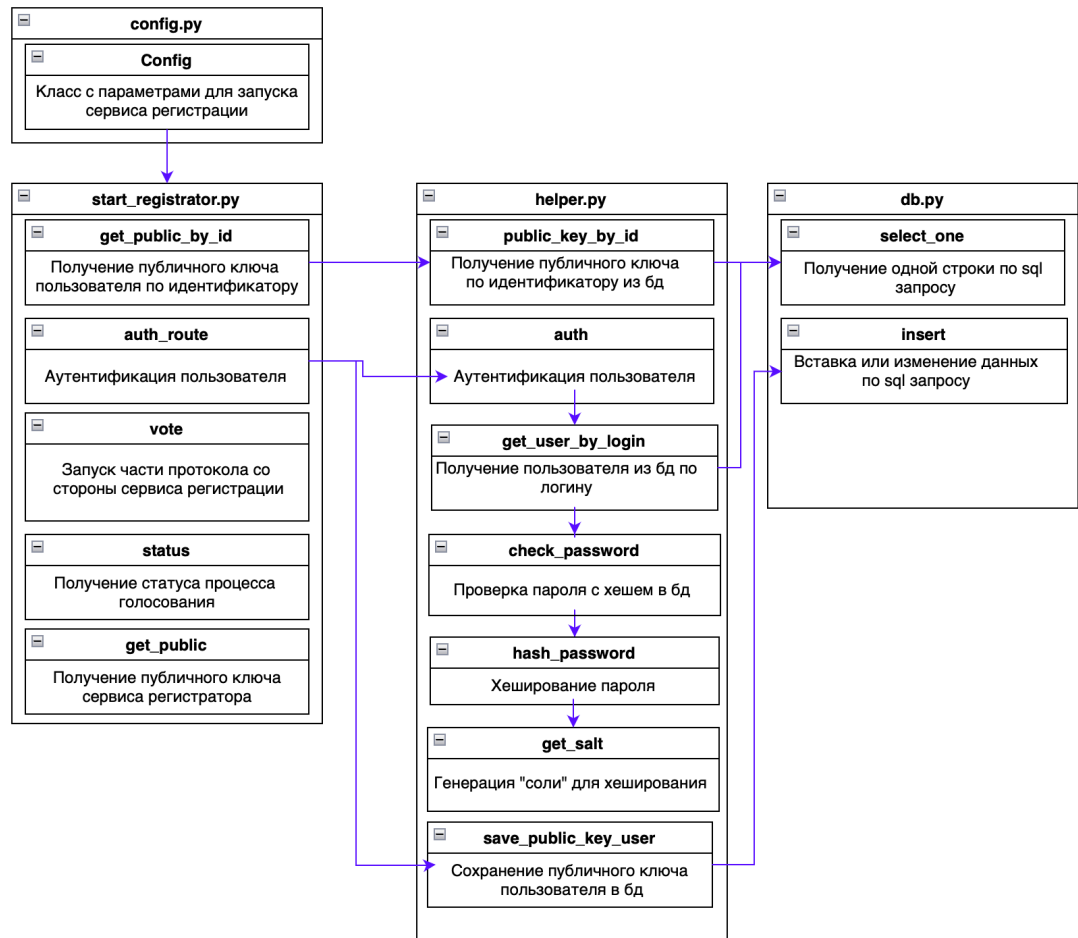 config.py
Config
Класс с параметрами для запуска
сервиса регистрации
start_registrator.py
get_public_by_id
Получение публичного ключа
пользователя по идентификатору
auth_route
Аутентификация пользователя
vote
Запуск части протокола со
стороны сервиса регистрации
status
Получение статуса процесса
голосования
get_public
Получение публичного ключа
сервиса регистратора
helper.py
public_key_by_id
Получение публичного ключа
по идентификатору из бд
auth
Аутентификация пользователя
get_user_by_login
Получение пользователя из бд по
логину
check_password
Проверка пароля с хешем в бд
hash_password
Хеширование пароля
get_salt
Генерация "соли" для хеширования
save_public_key_user
Сохранение публичного ключа
пользователя в бд
db.py
select_one
Получение одной строки по sql
запросу
insert
Вставка или изменение данных
по sql запросу